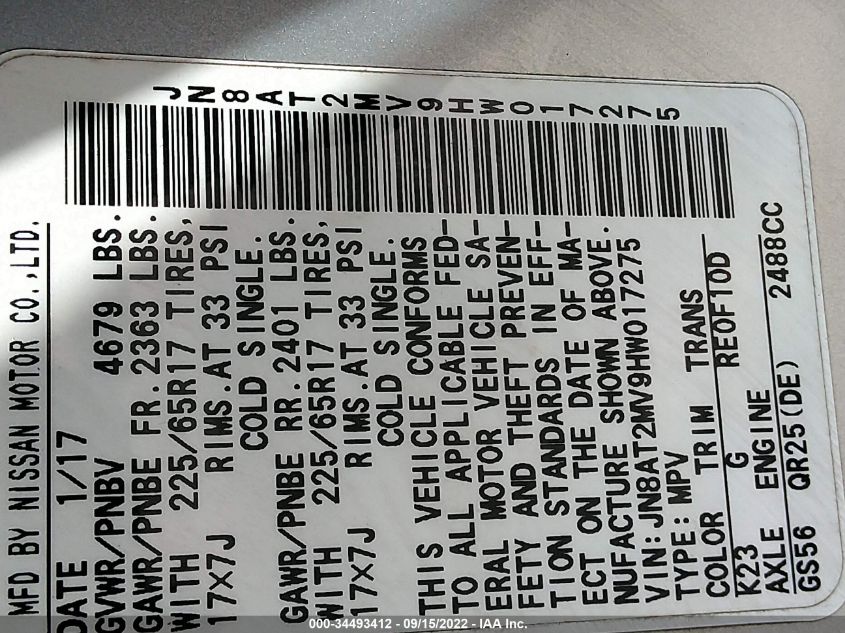 MFD BY NISSAN MOTOR CO.,LTD.
DATE 1/17
GVWR/PNBV 4679 LBS.
GAWR/PNBE FR.2363 LBS.
WITH 225/65R17 TIRES,
17X7J RIMS.AT 33 PSI
COLD SINGLE.
GAWR/PNBE RR.2401 LBS.
WITH 225/65R17 TIRES,
17X7J RIMS.AT 33 PSI
COLD SINGLE.
THIS VEHICLE CONFORMS
TO ALL APPLICABLE FED-
ERAL MOTOR VEHICLE SA-
FETY AND THEFT PREVEN-
TION STANDARDS IN EFF-
ECT ON THE DATE OF MA-
NUFACTURE SHOWN ABOVE.
VIN:JN8AT2MV9HW017275
TYPE:MPV
COLOR TRIM TRANS
K23 G RE0F10D
AXLE ENGINE
GS56 QR25(DE) 2488CC
JN8AT2MV9HW017275
000-34493412 - 09/15/2022 - IAA Inc.